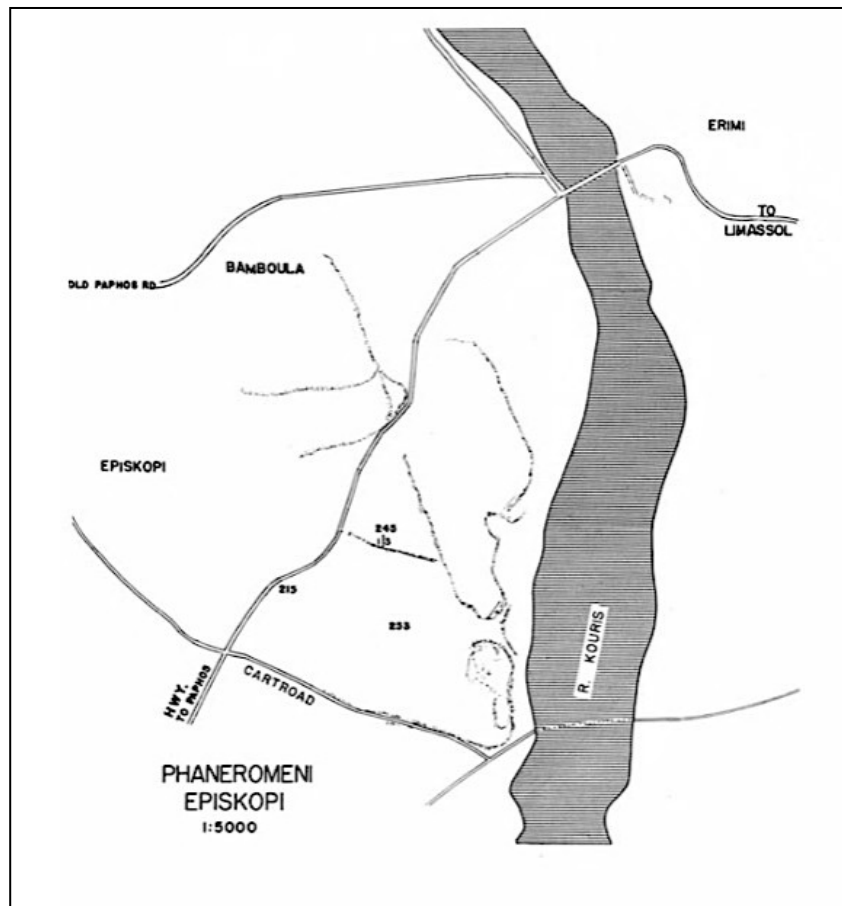 ERIMI
TO
LIMASSOL
BAMBOULA
OLD PAPHOS RD.
EPISKOPI
245
215
253
R. KOURIS
CARTROAD
HWY.
TO PAPHOS
PHANEROMENI
EPISKOPI
1:5000